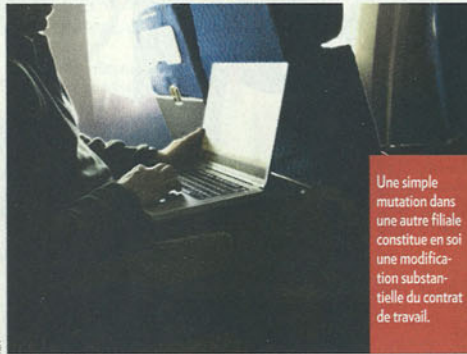 Une simple
mutation dans
une autre filiale
constitue en soi
une modifica-
tion substan-
tielle du contrat
de travail.